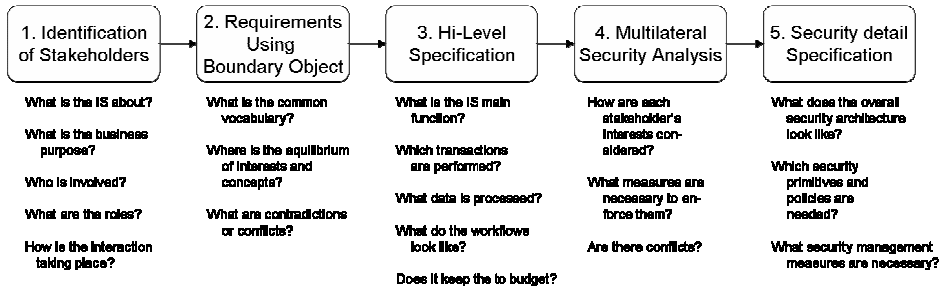 1. Identification
of Stakeholders
2. Requirements
Using
Boundary Object
3. Hi-Level
Specification
4. Multilateral
Security Analysis
5. Security detail
Specification
What is the IS about?
What is the business
purpose?
Who is involved?
What are the roles?
How is the interaction
taking place?
What is the common
vocabulary?
Where is the equilibrium
of interests and
concepts?
What are contradictions
or conflicts?
What is the IS main
function?
Which transactions
are performed?
What data is processed?
What do the workflows
look like?
Does it keep the to budget?
How are each
stakeholder's
interests con-
sidered?
What measures are
necessary to en-
force them?
Are there conflicts?
What does the overall
security architecture
look like?
Which security
primitives and
policies are
needed?
What security management
measures are necessary?